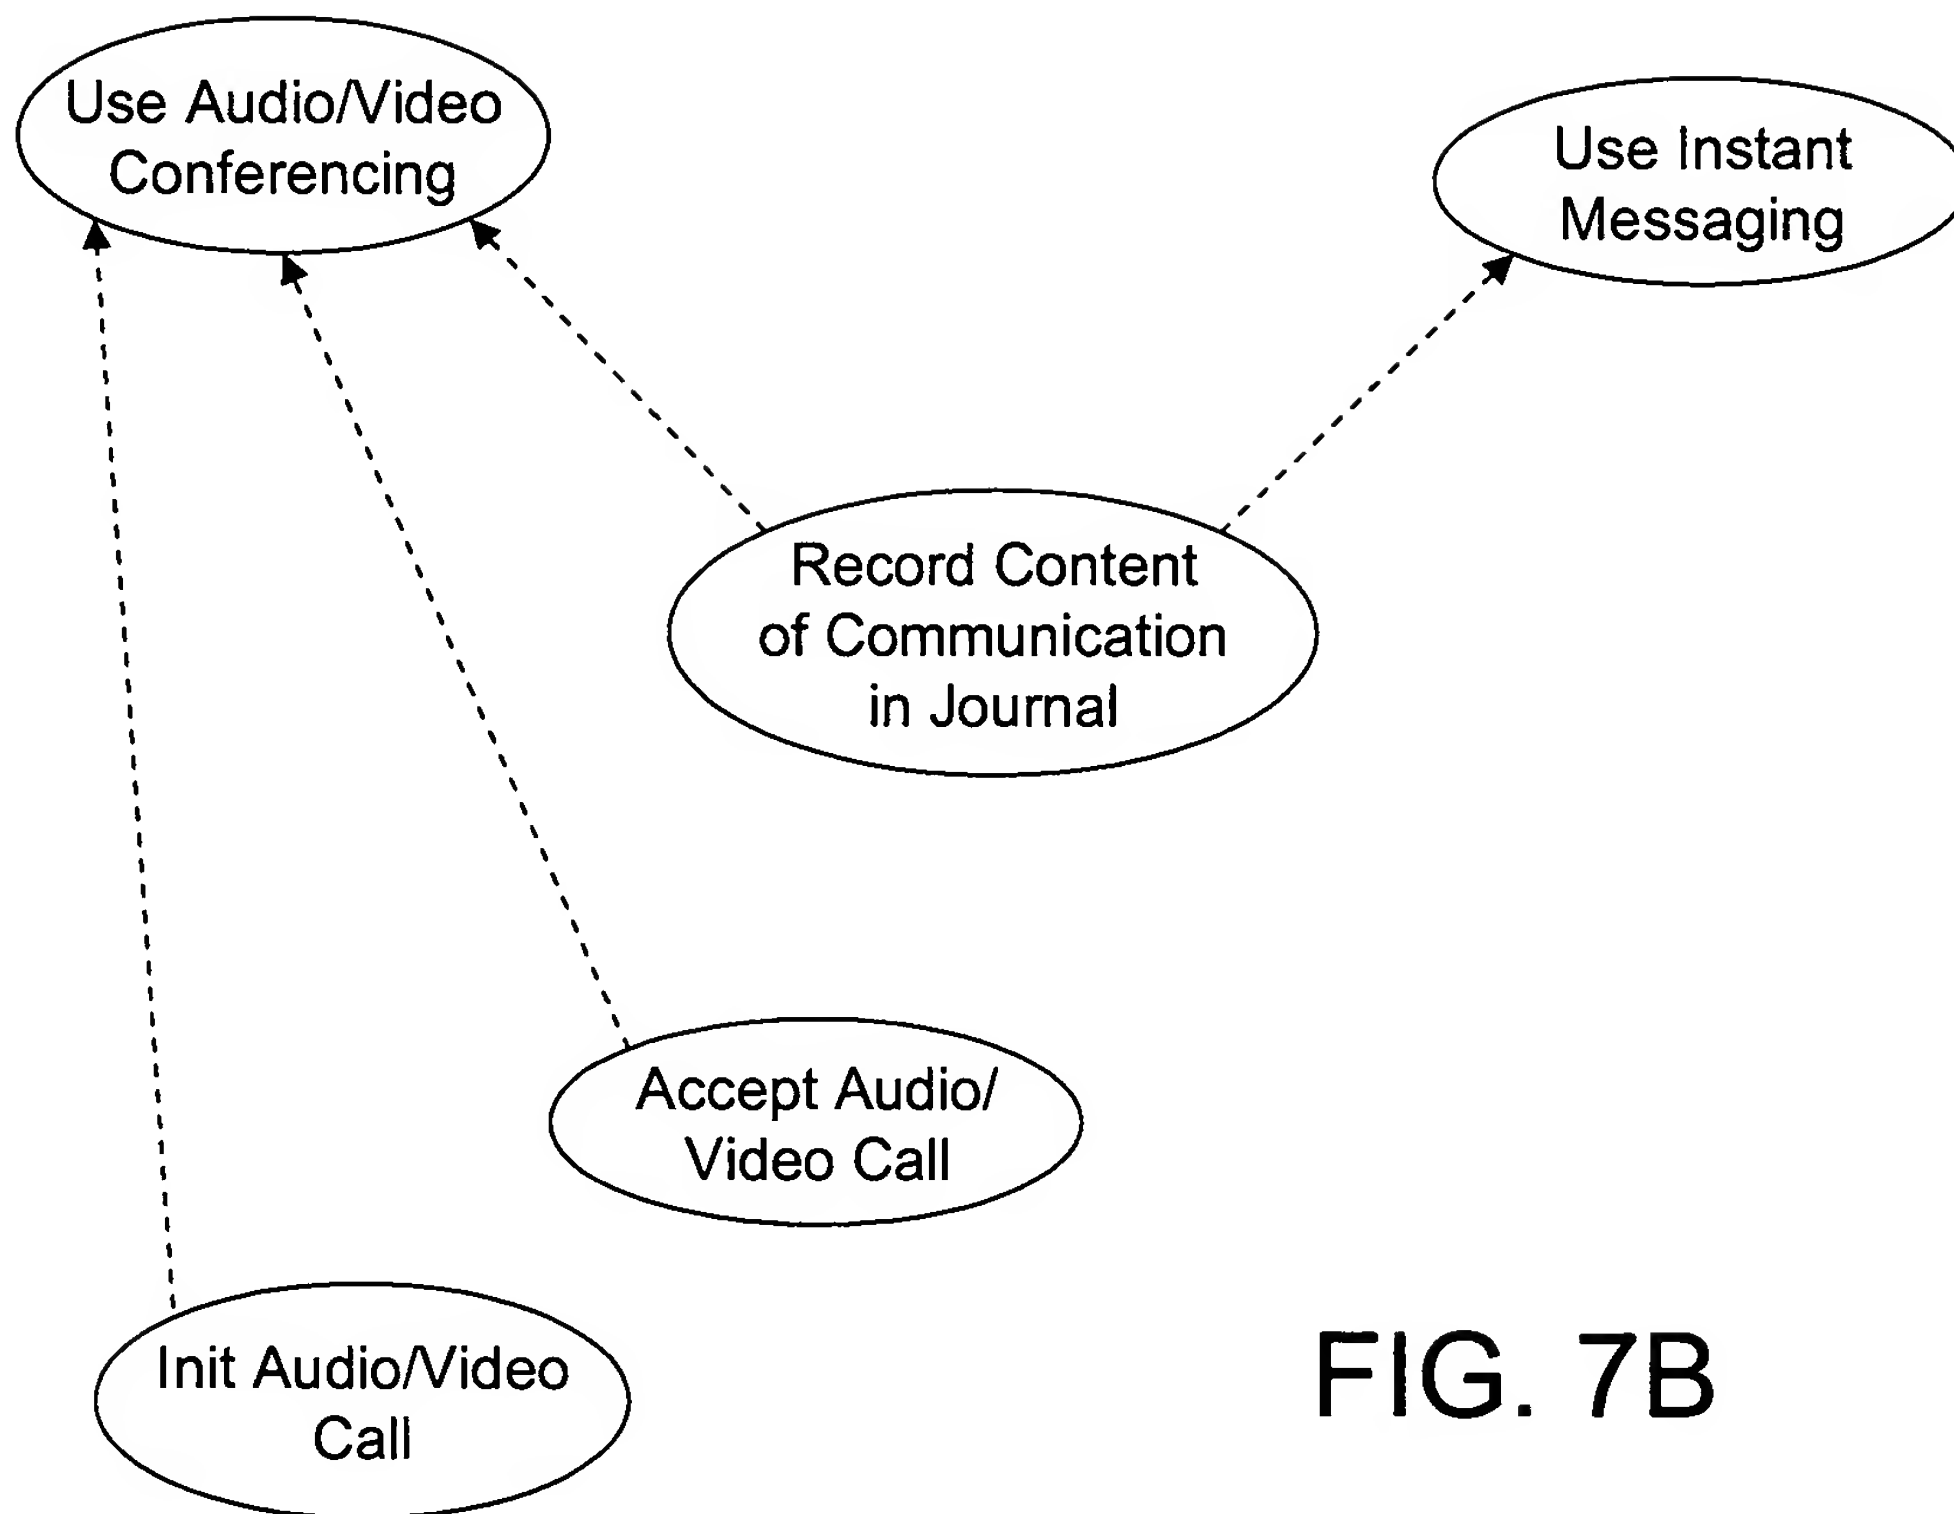 Use Audio/Video
Conferencing
Use Instant
Messaging
Record Content
of Communication
in Journal
Accept Audio/
Video Call
Init Audio/Video
Call
FIG. 7B